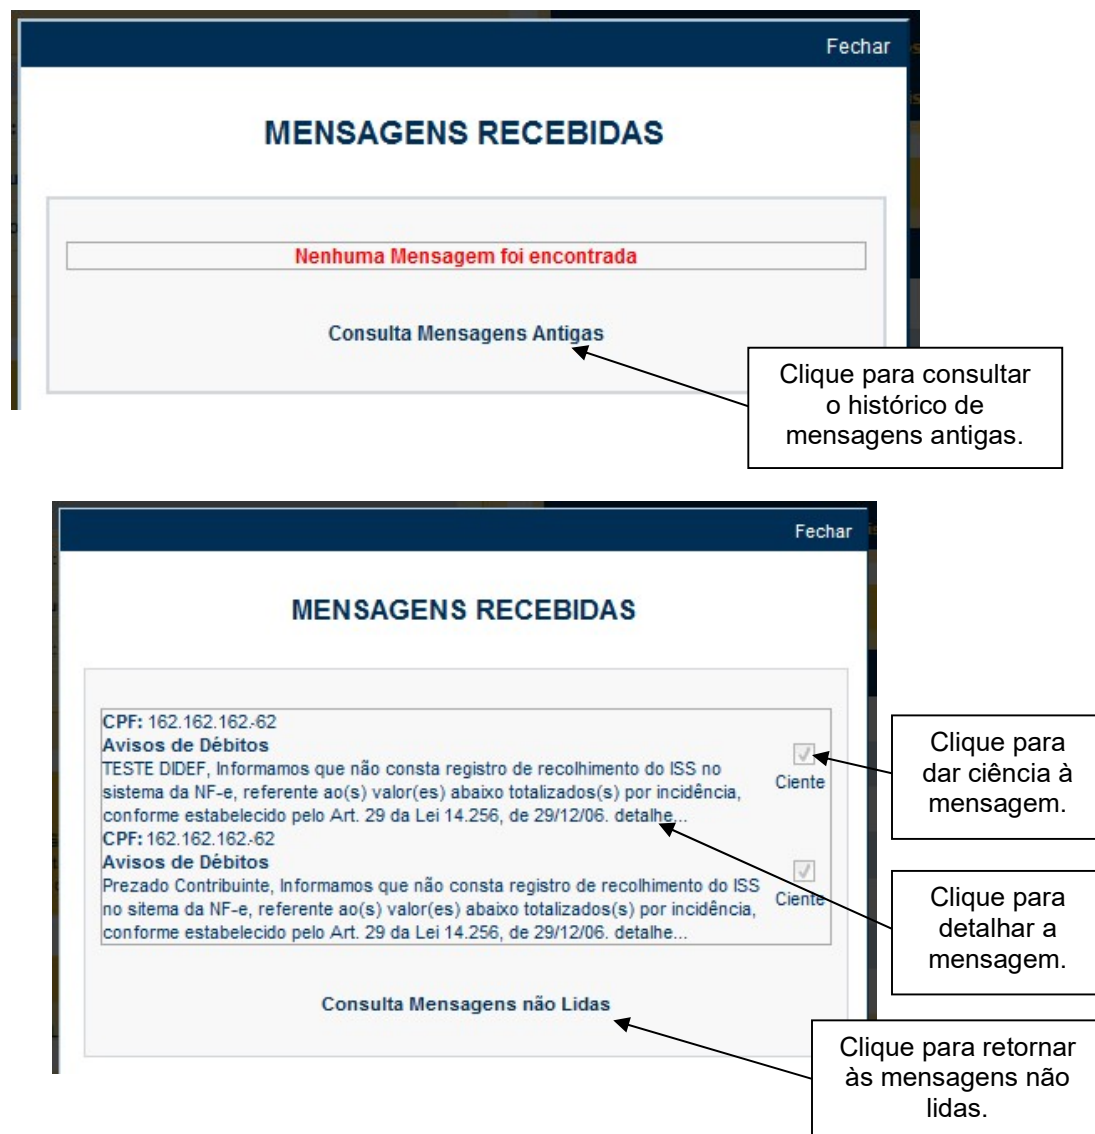 Fechar
MENSAGENS RECEBIDAS
Nenhuma Mensagem foi encontrada
Consulta Mensagens Antigas
Clique para consultar
o histórico de
mensagens antigas.
Fechar
MENSAGENS RECEBIDAS
CPF: 162.162.162-62
Avisos de Débitos
TESTE DIDEF, Informamos que não consta registro de recolhimento do ISS no
sistema da NF-e, referente ao(s) valor(es) abaixo totalizados(s) por incidência,
conforme estabelecido pelo Art. 29 da Lei 14.256, de 29/12/06. detalhe...
Ciente
CPF: 162.162.162-62
Avisos de Débitos
Prezado Contribuinte, Informamos que não consta registro de recolhimento do ISS
no sitema da NF-e, referente ao(s) valor(es) abaixo totalizados(s) por incidência,
conforme estabelecido pelo Art. 29 da Lei 14.256, de 29/12/06. detalhe...
Ciente
Consulta Mensagens não Lidas
Clique para
dar ciência à
mensagem.
Clique para
detalhar a
mensagem.
Clique para retornar
às mensagens não
lidas.